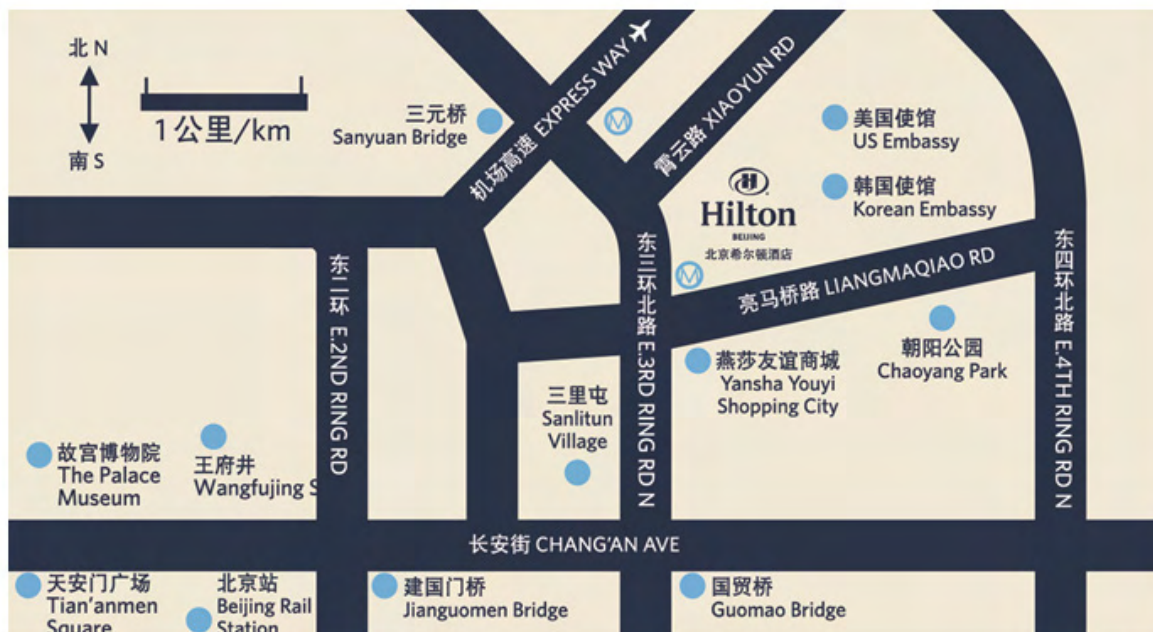 北 N
南 S
1 公里/km
三元桥
Sanyuan Bridge
机场高速 EXPRESS WAY
M
霄云路 XIAOYUN RD
美国使馆
US Embassy
韩国使馆
Korean Embassy
H
Hilton
BEIJING
北京希尔顿酒店
M
亮马桥路 LIANGMAQIAO RD
东二环 E.2ND RING RD
东三环北路 E.3RD RING RD N
东四环北路 E.4TH RING RD N
燕莎友谊商城
Yansha Youyi
Shopping City
朝阳公园
Chaoyang Park
三里屯
Sanlitun
Village
故宫博物院
The Palace
Museum
王府井
Wangfujing S
长安街 CHANG'AN AVE
天安门广场
Tian'anmen
Square
北京站
Beijing Rail
Station
建国门桥
Jianguomen Bridge
国贸桥
Guomao Bridge